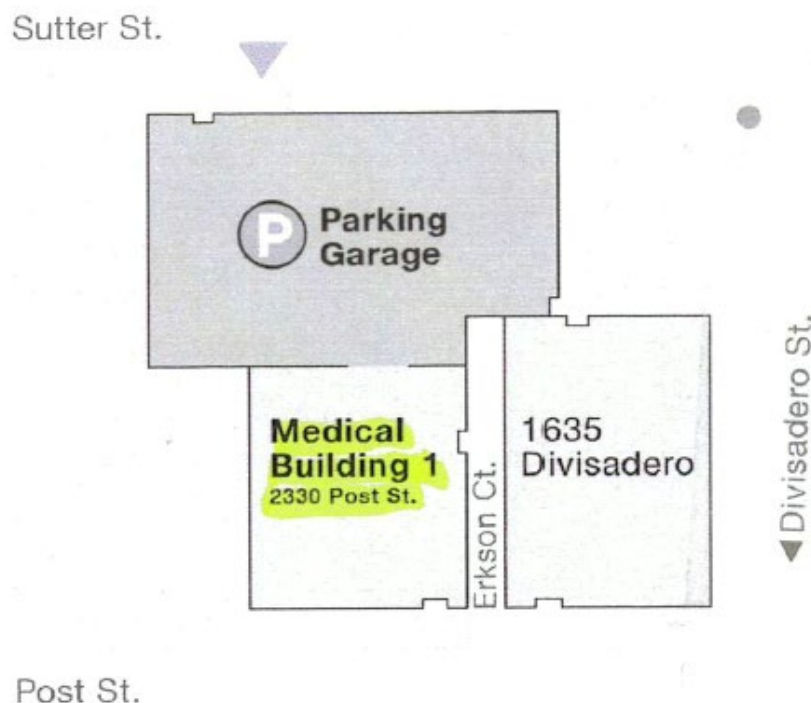 Sutter St.
P
Parking
Garage
Medical
Building 1
2330 Post St.
Erkson Ct.
1635
Divisadero
Divisadero St.
Post St.